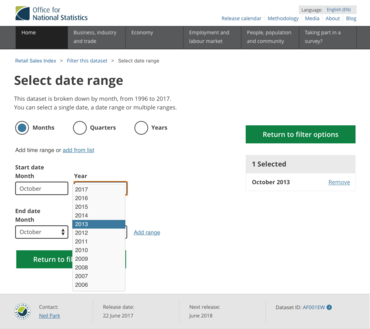 Office for
National Statistics
Language: English (EN)
Release calendar Methodology Media About Blog
Home
Business, industry and trade
Economy
Employment and labour market
People, population and community
Taking part in a survey?
Retail Sales Index > Filter this dataset > Select date range
Select date range
This dataset is broken down by month, from 1996 to 2017.
You can select a single date, a date range or multiple ranges.
Months Quarters Years
Return to filter options
Add time range or add from list
1 Selected
October 2013 Remove
Start date
Month Year
October
2017
2016
2015
2014
2013
2012
2011
2010
2009
2008
2007
2006
End date
Month
October
Add range
Return to fil
Contact:
Neil Park
Release date:
22 June 2017
Next release:
June 2018
Dataset ID: AF001EW